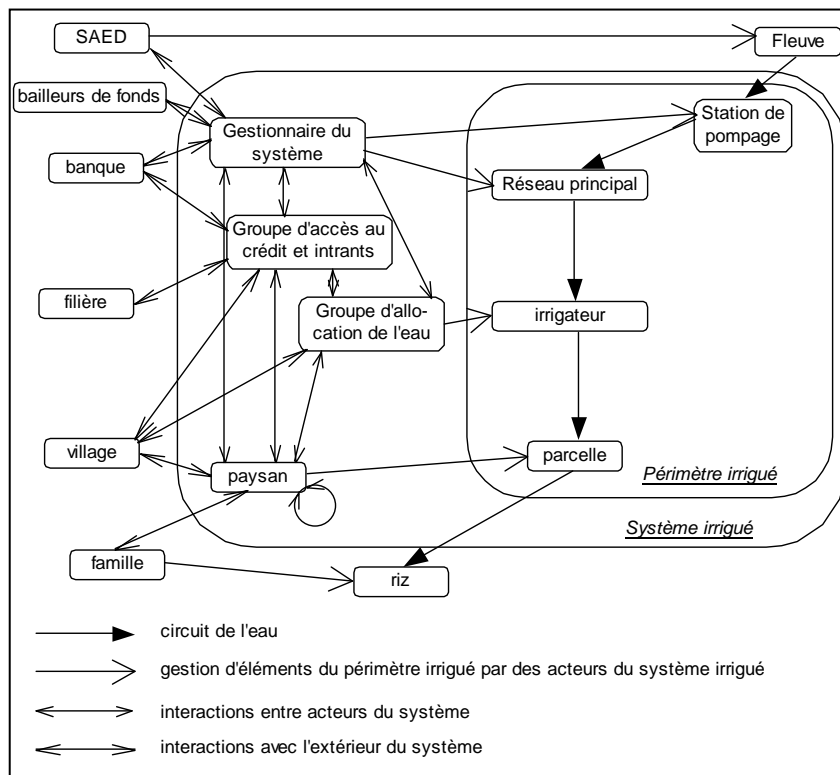 SAED
Fleuve
bailleurs de fonds
Gestionnaire du
système
Station de
pompage
banque
Réseau principal
Groupe d'accès au
crédit et intrants
filière
Groupe d'allo-
cation de l'eau
irrigateur
village
paysan
parcelle
Périmètre irrigué
Système irrigué
famille
riz
circuit de l'eau
gestion d'éléments du périmètre irrigué par des acteurs du système irrigué
interactions entre acteurs du système
interactions avec l'extérieur du système